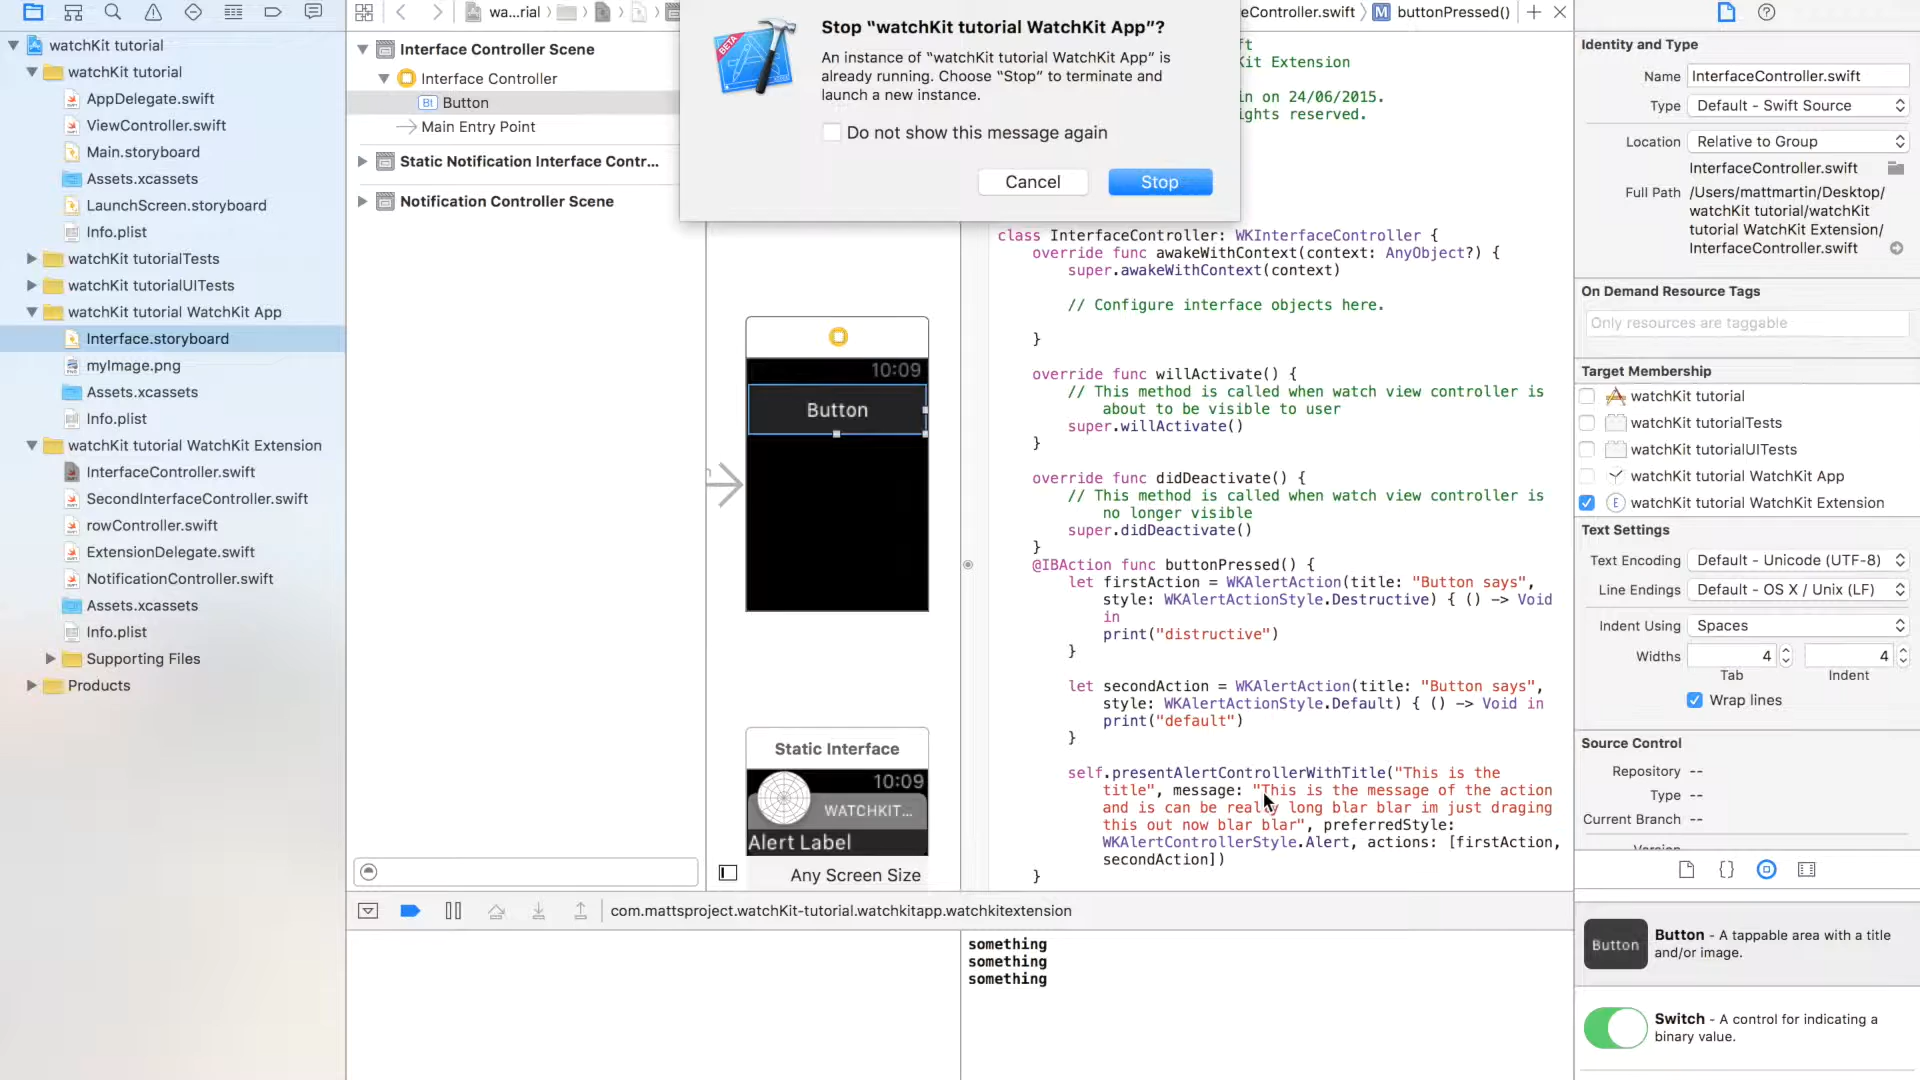 watchKit tutorial
watchKit tutorial
AppDelegate.swift
ViewController.swift
Main.storyboard
Assets.xcassets
LaunchScreen.storyboard
Info.plist
watchKit tutorialTests
watchKit tutorialUITests
watchKit tutorial WatchKit App
Interface.storyboard
myImage.png
Assets.xcassets
Info.plist
watchKit tutorial WatchKit Extension
InterfaceController.swift
SecondInterfaceController.swift
rowController.swift
ExtensionDelegate.swift
NotificationController.swift
Assets.xcassets
Info.plist
Supporting Files
Products
wa...rial
Interface Controller Scene
Interface Controller
Bt Button
Main Entry Point
Static Notification Interface Contr...
Notification Controller Scene
BETA
Stop “watchKit tutorial WatchKit App”?
An instance of “watchKit tutorial WatchKit App” is
already running. Choose “Stop” to terminate and
launch a new instance.
Do not show this message again
Cancel
Stop
10:09
Button
Static Interface
10:09
WATCHKIT...
Alert Label
Any Screen Size
eController.swift
M buttonPressed()
ft
Kit Extension
in on 24/06/2015.
ights reserved.
class InterfaceController: WKInterfaceController {
override func awakeWithContext(context: AnyObject?) {
super.awakeWithContext(context)
// Configure interface objects here.
}
override func willActivate() {
// This method is called when watch view controller is
about to be visible to user
super.willActivate()
}
override func didDeactivate() {
// This method is called when watch view controller is
no longer visible
super.didDeactivate()
}
@IBAction func buttonPressed() {
let firstAction = WKAlertAction(title: "Button says",
style: WKAlertActionStyle.Destructive) { () -> Void
in
print("distructive")
}
let secondAction = WKAlertAction(title: "Button says",
style: WKAlertActionStyle.Default) { () -> Void in
print("default")
}
self.presentAlertControllerWithTitle("This is the
title", message: "This is the message of the action
and is can be really long blar blar im just draging
this out now blar blar", preferredStyle:
WKAlertControllerStyle.Alert, actions: [firstAction,
secondAction])
}
com.mattsproject.watchKit-tutorial.watchkitapp.watchkitextension
something
something
something
Identity and Type
Name InterfaceController.swift
Type Default - Swift Source
Location Relative to Group
InterfaceController.swift
Full Path /Users/mattmartin/Desktop/
watchKit tutorial/watchKit
tutorial WatchKit Extension/
InterfaceController.swift
On Demand Resource Tags
Only resources are taggable
Target Membership
watchKit tutorial
watchKit tutorialTests
watchKit tutorialUITests
watchKit tutorial WatchKit App
E watchKit tutorial WatchKit Extension
Text Settings
Text Encoding Default - Unicode (UTF-8)
Line Endings Default - OS X / Unix (LF)
Indent Using Spaces
Widths 4 4
Tab Indent
Wrap lines
Source Control
Repository --
Type --
Current Branch --
Button
Button - A tappable area with a title
and/or image.
Switch - A control for indicating a
binary value.